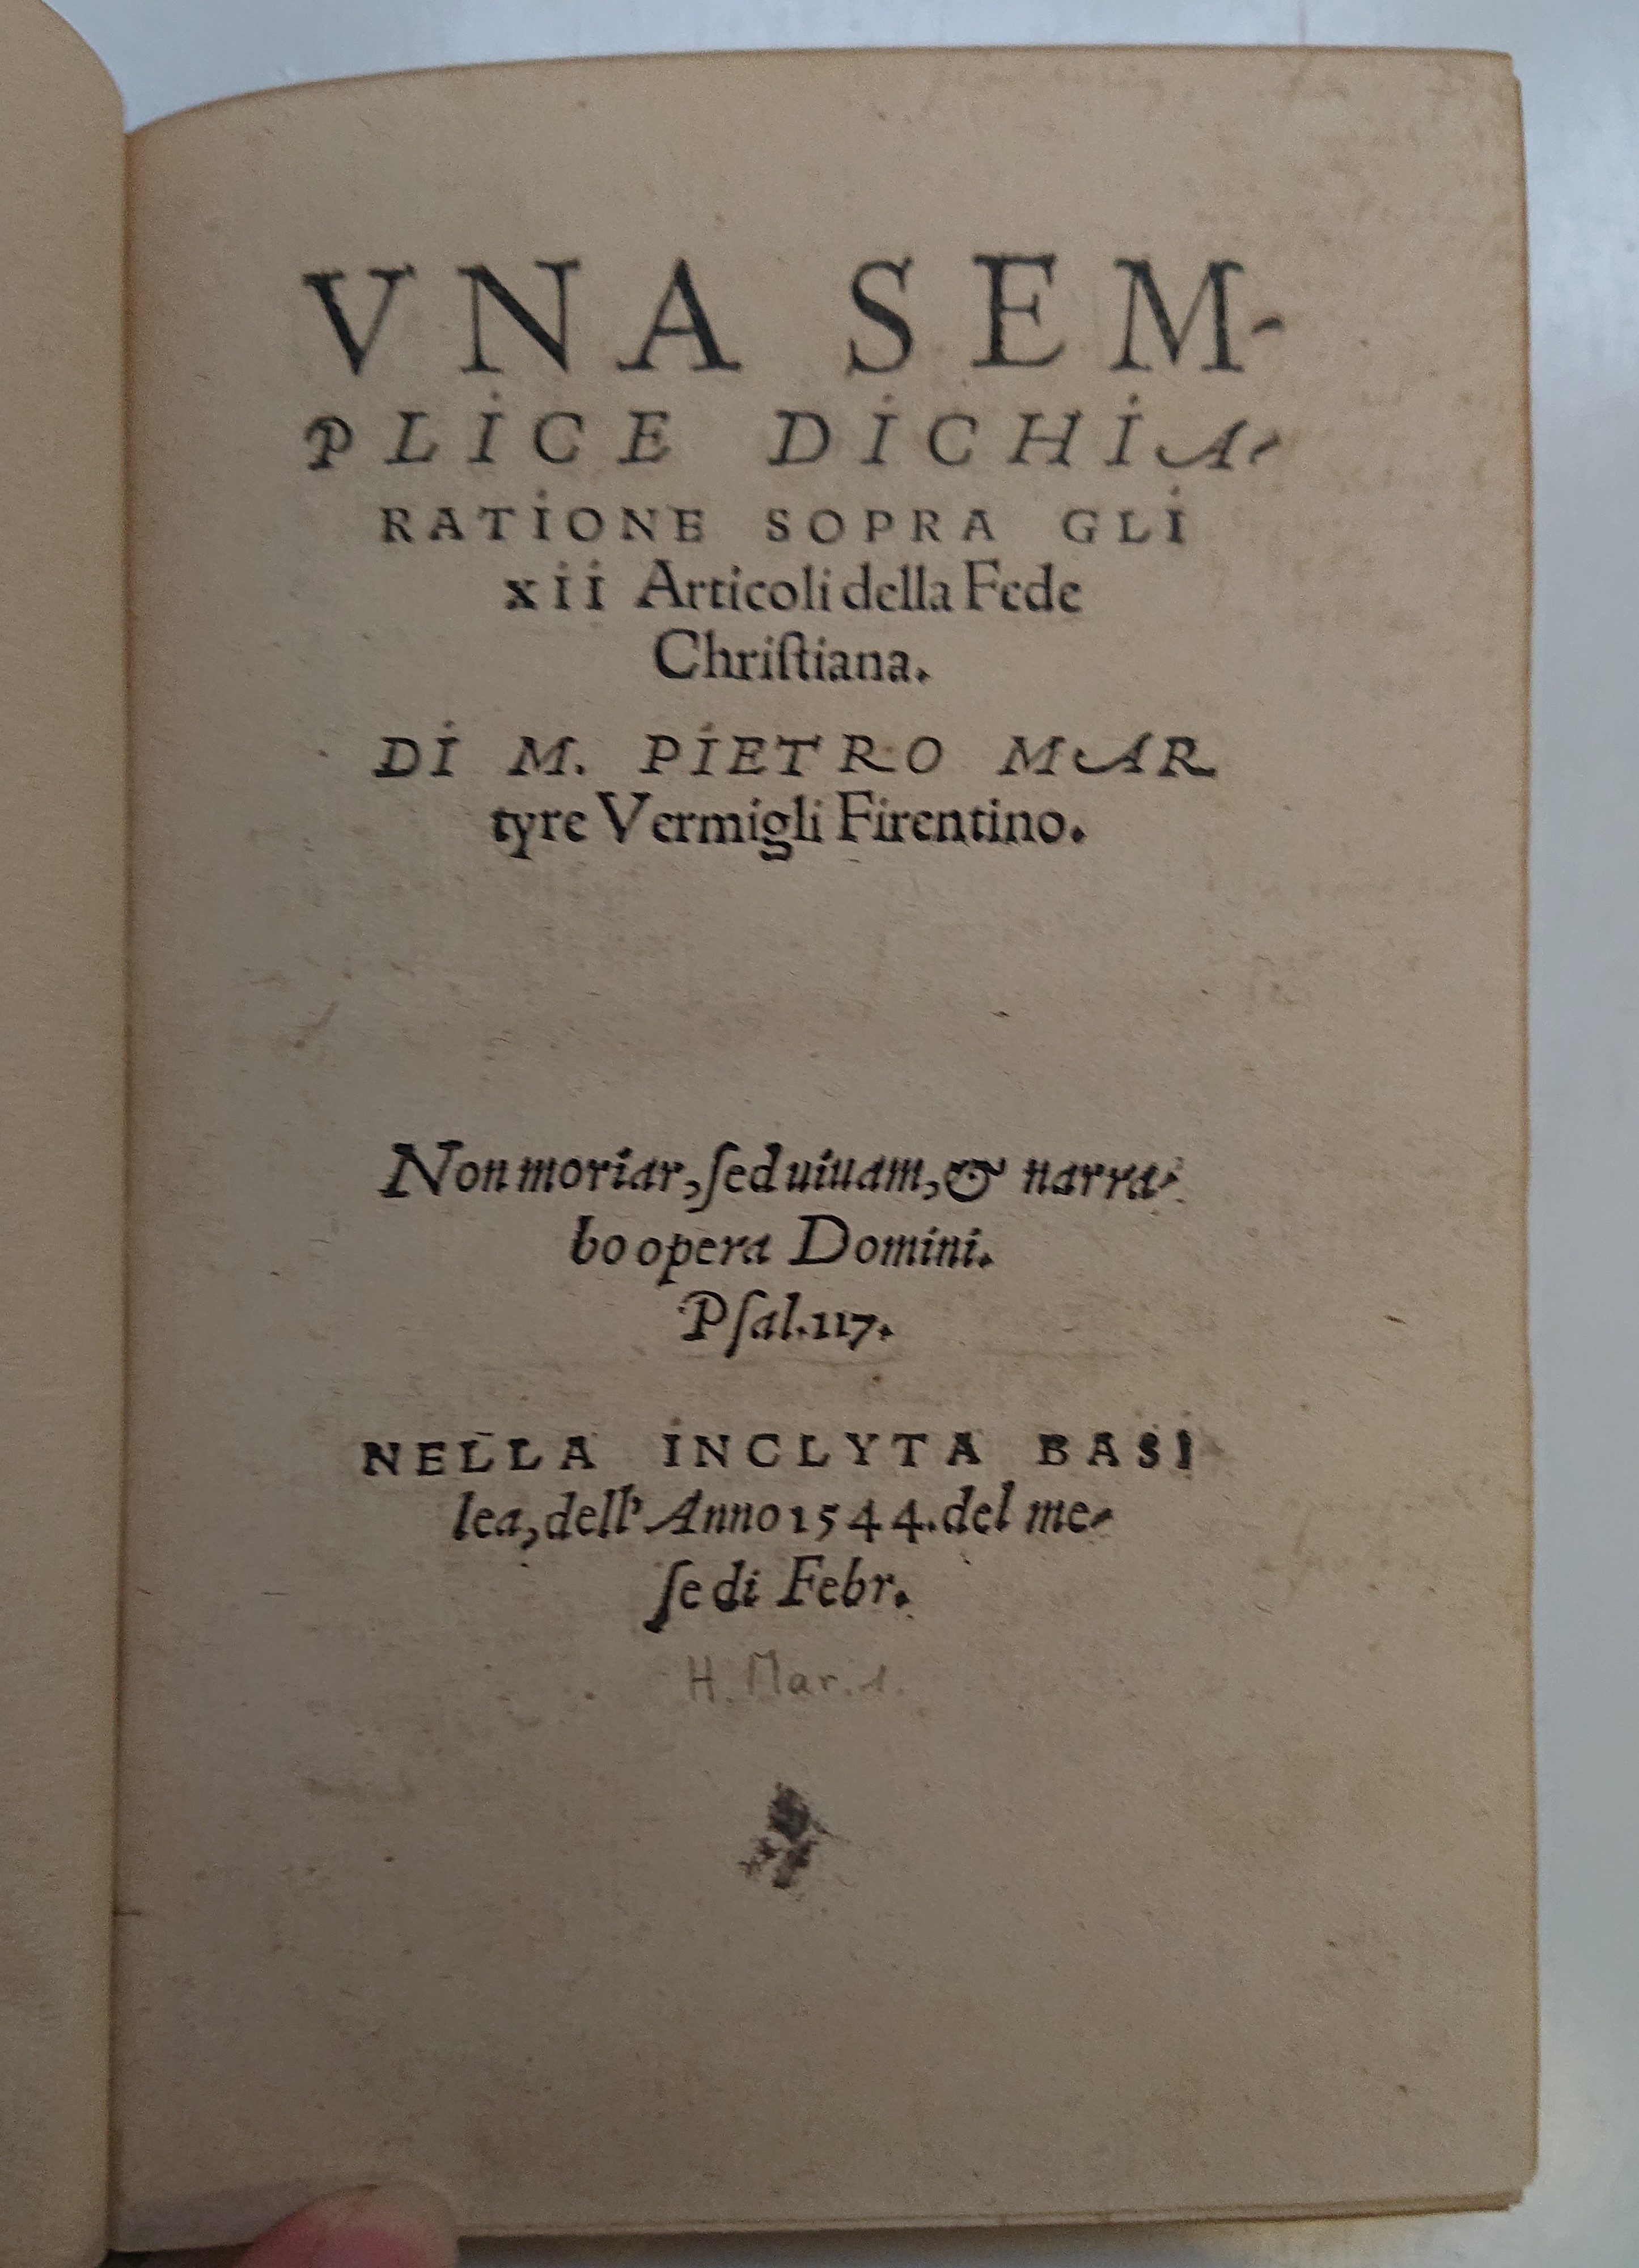 VNA SEM-
PLICE DICHIA-
RATIONE SOPRA GLI
xii Articoli della Fede
Chriſtiana.
DI M. PIETRO MAR
tyre Vermigli Firentino.
Non moriar, ſed uiuam, & narra-
bo opera Domini.
Pſal. 117.
NELLA INCLYTA BASI
lea, dell' Anno 1544. del me-
ſe di Febr.
H. Mar. 1.